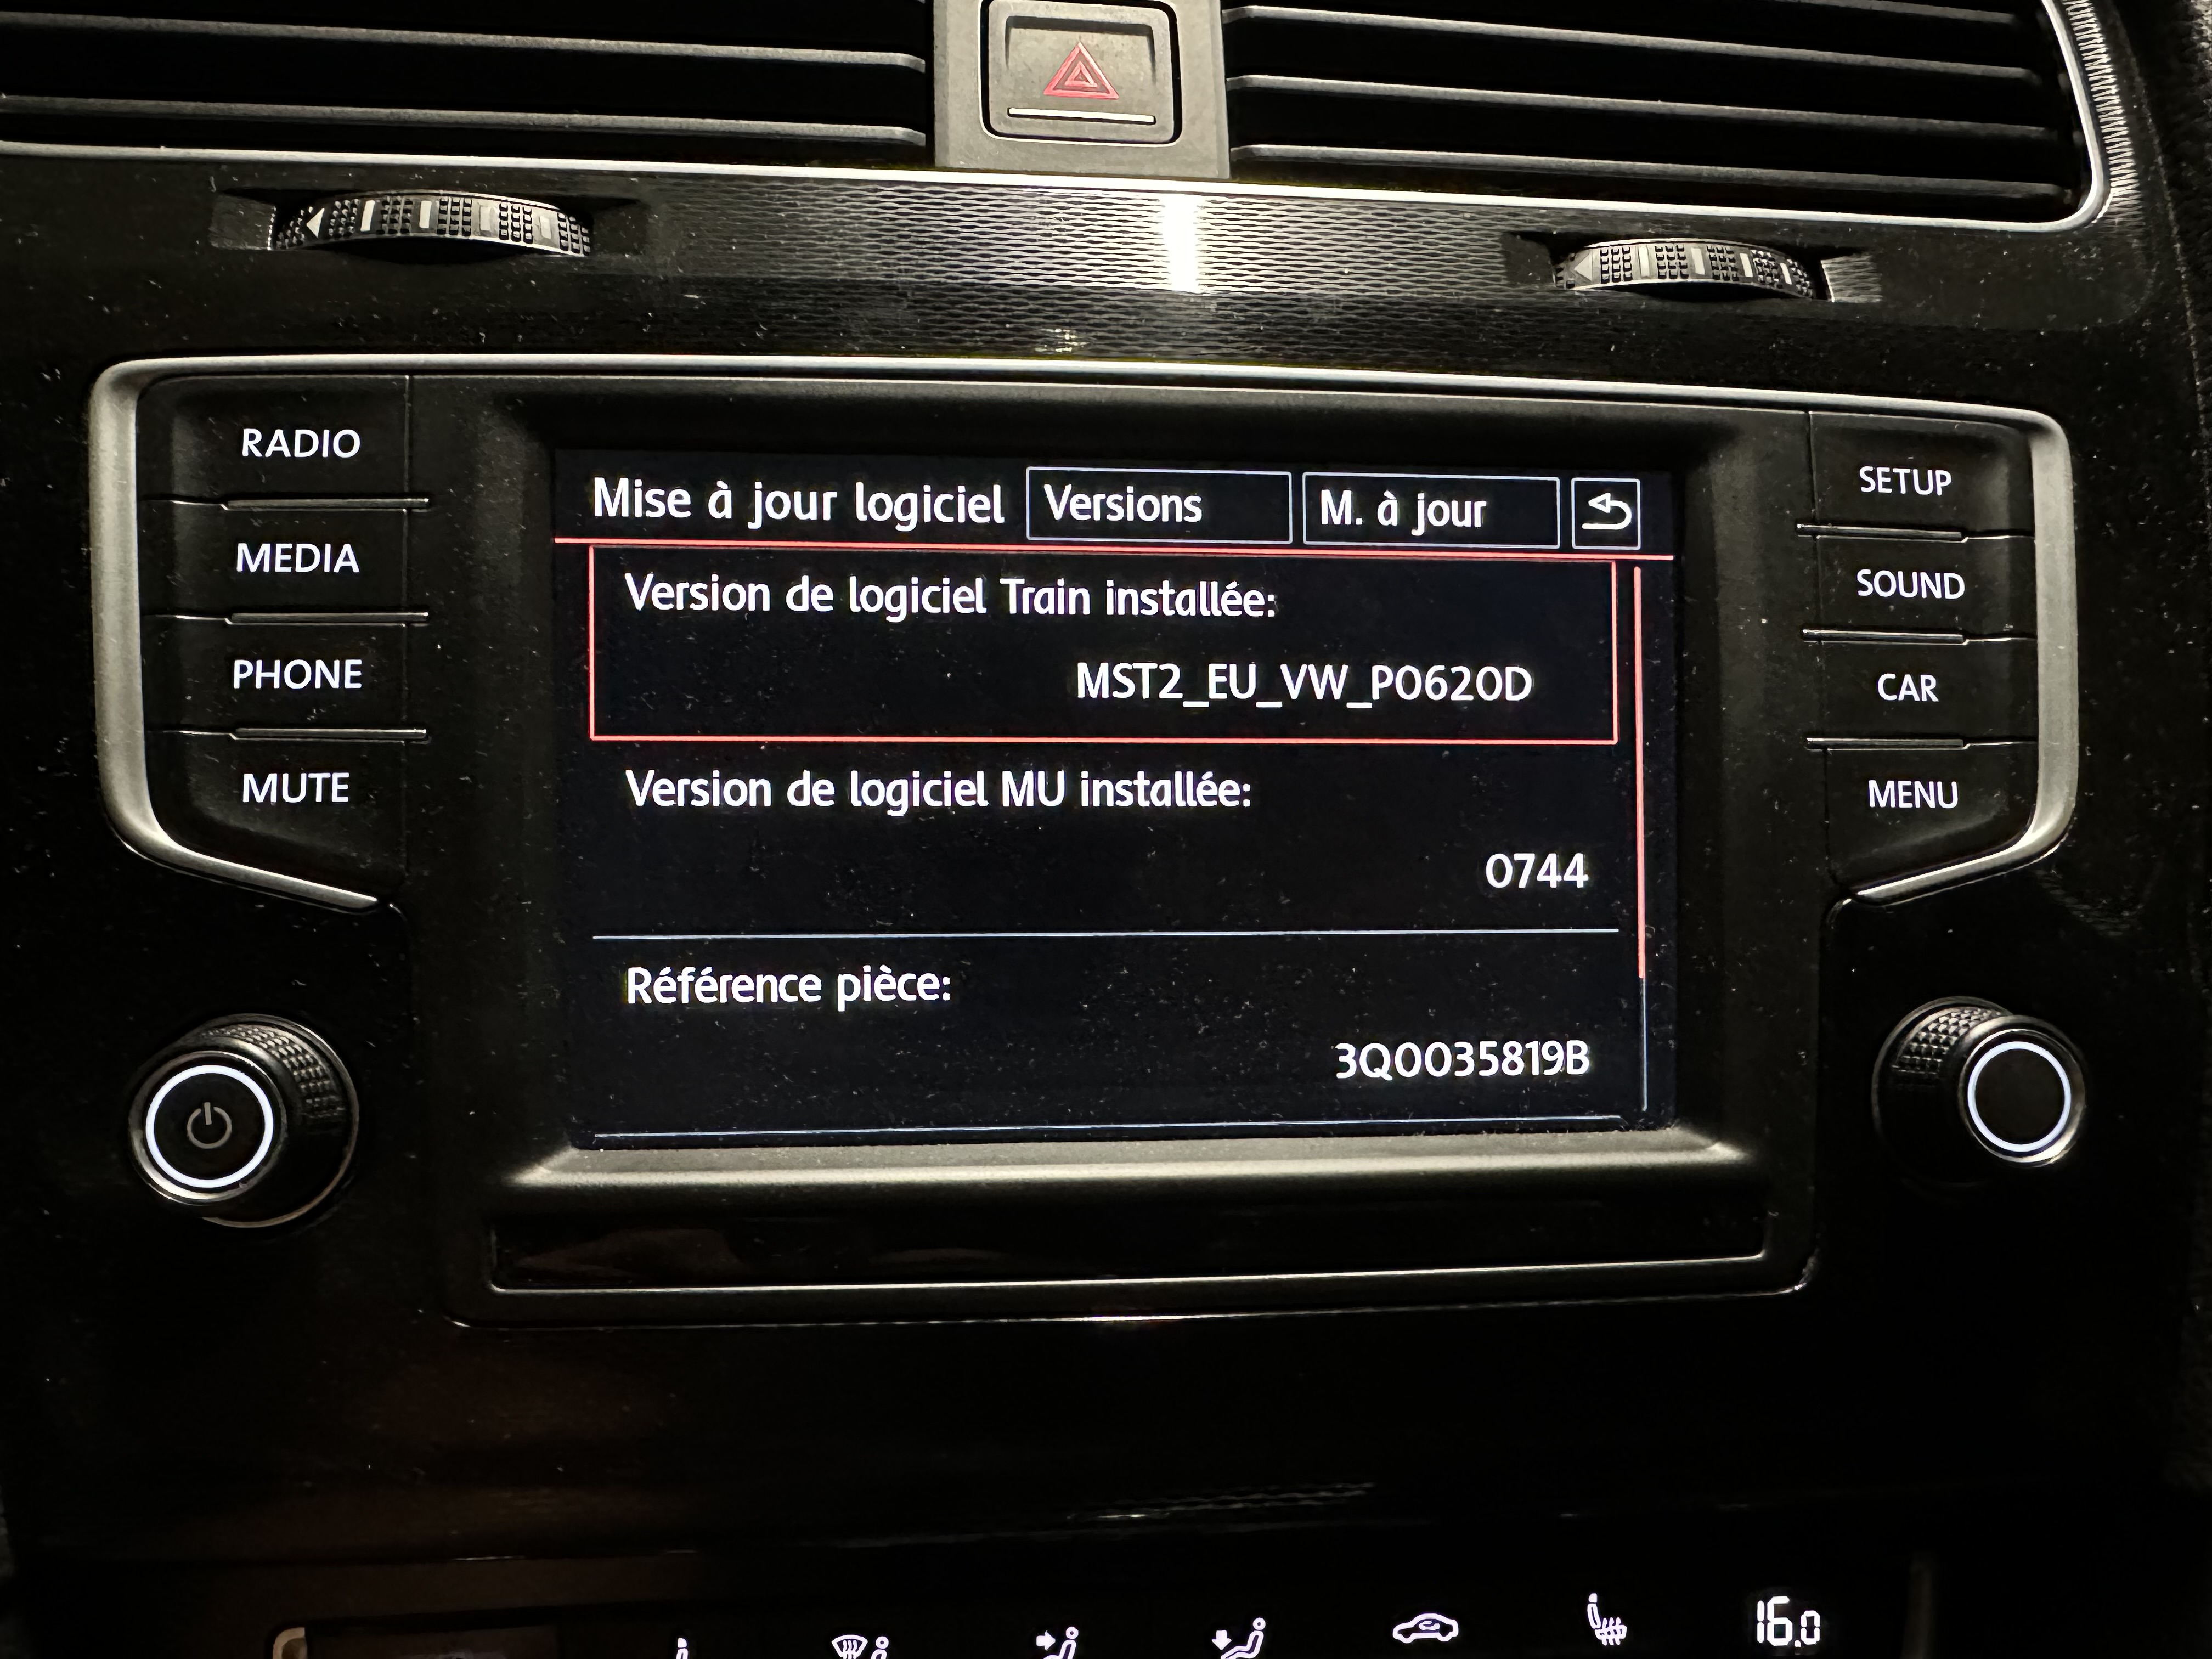 RADIO
MEDIA
PHONE
MUTE
Mise à jour logiciel
Versions
M. à jour
Version de logiciel Train installée:
MST2_EU_VW_P0620D
Version de logiciel MU installée:
0744
Référence pièce:
3Q0035819B
SETUP
SOUND
CAR
MENU
16.0